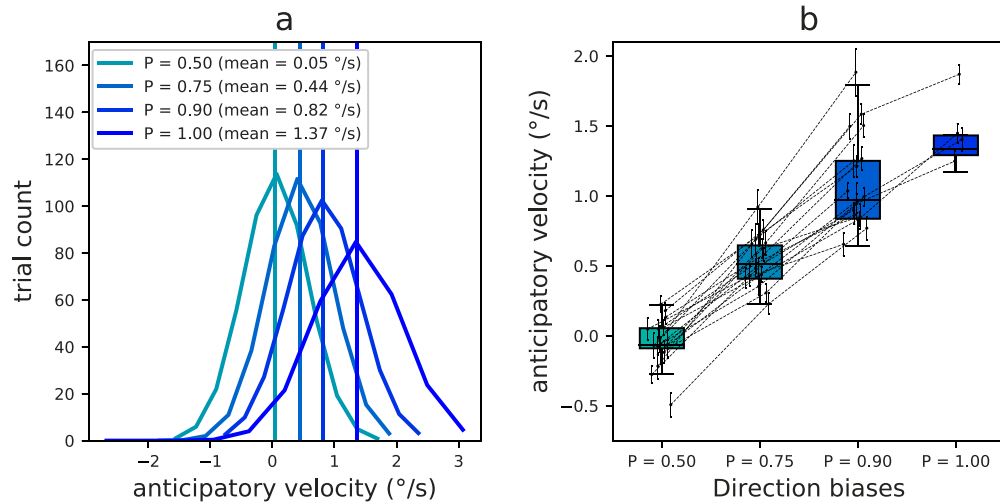 a
160
140
120
100
80
60
40
20
0
trial count
P = 0.50 (mean = 0.05 °/s)
P = 0.75 (mean = 0.44 °/s)
P = 0.90 (mean = 0.82 °/s)
P = 1.00 (mean = 1.37 °/s)
−2 −1 0 1 2 3
anticipatory velocity (°/s)
b
2.0
1.5
1.0
0.5
0.0
−0.5
anticipatory velocity (°/s)
P = 0.50 P = 0.75 P = 0.90 P = 1.00
Direction biases